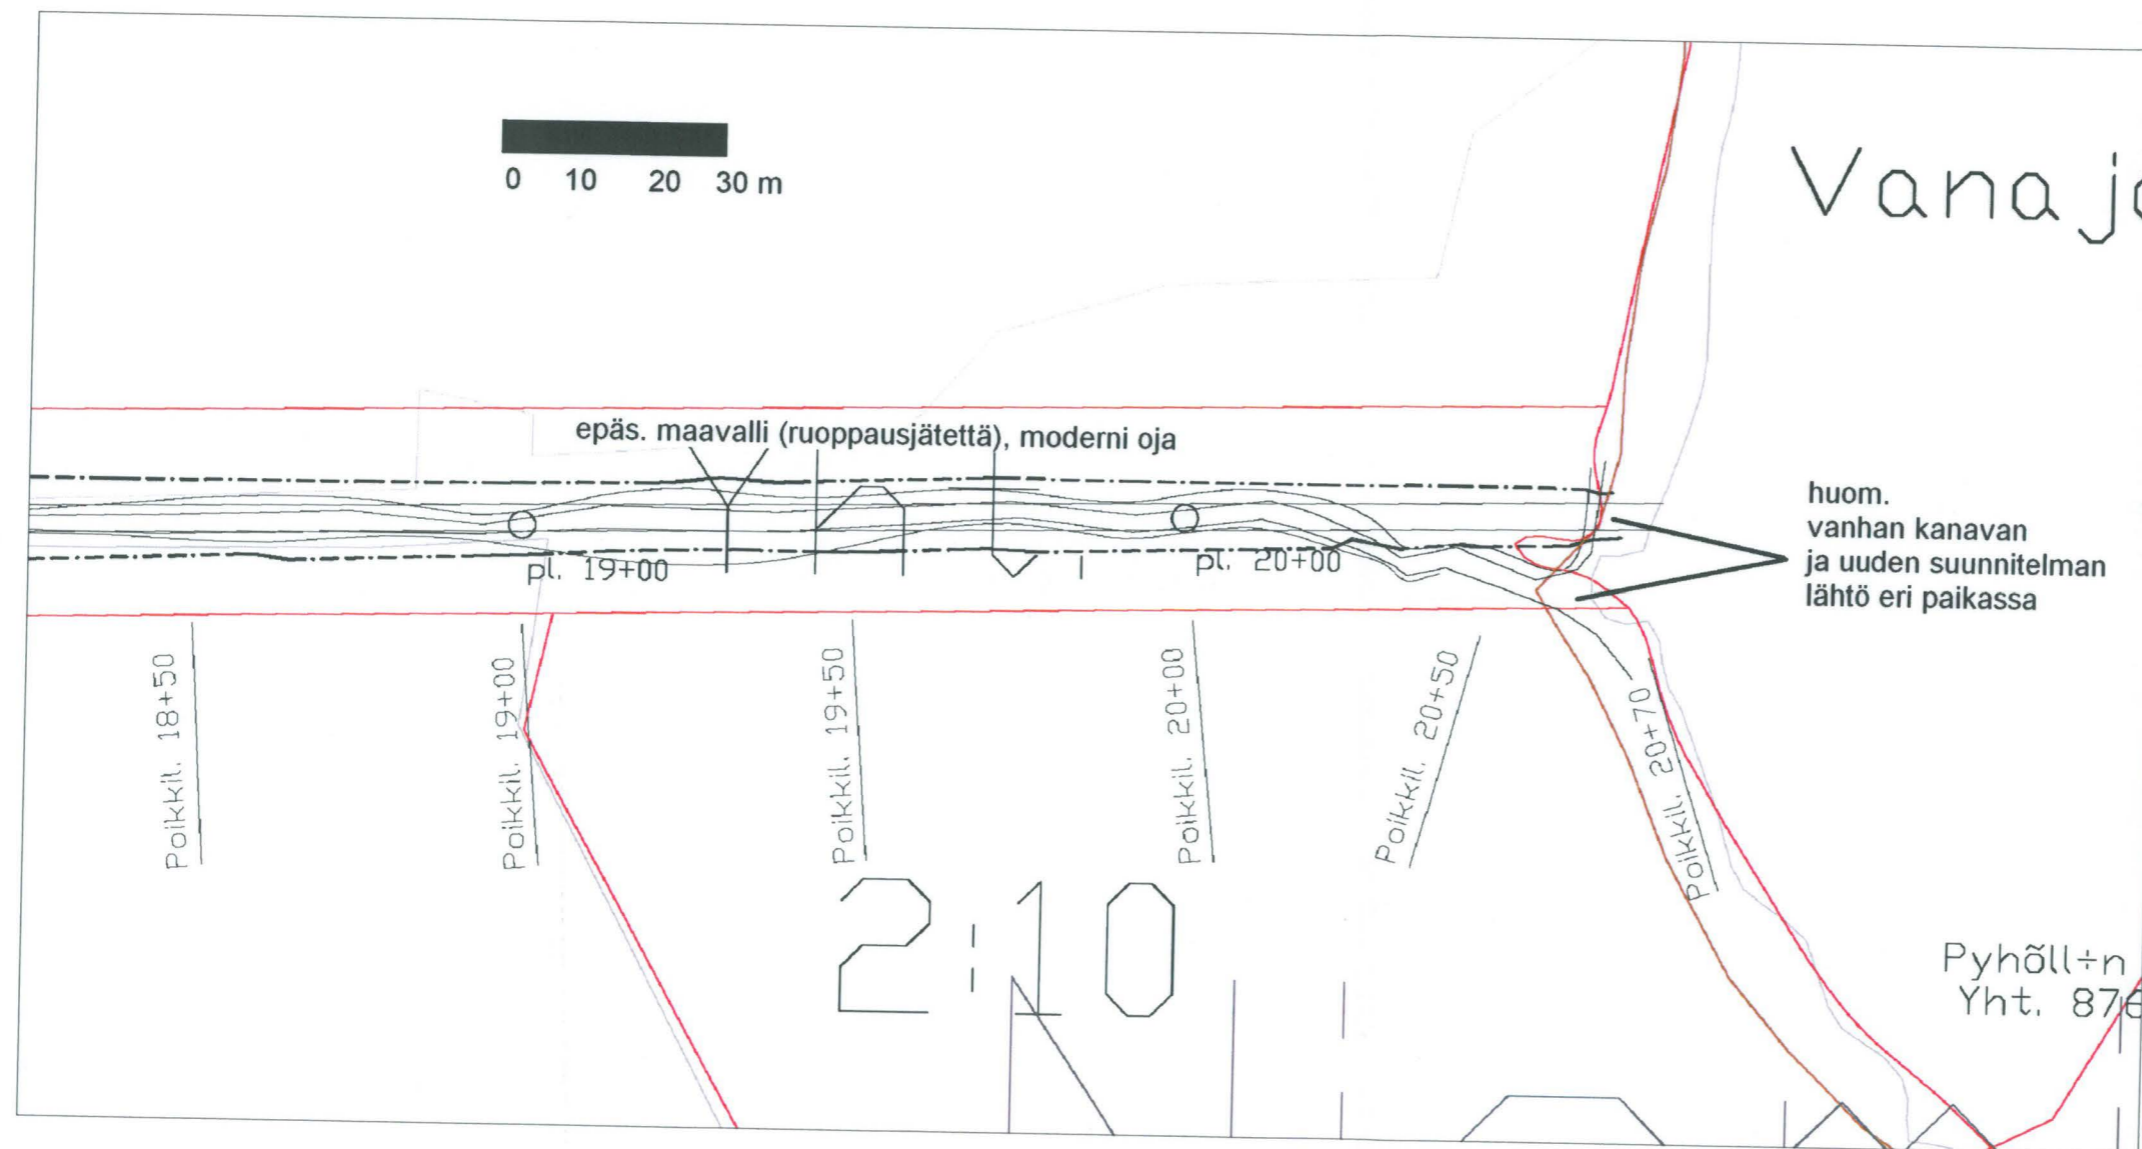 0 10 20 30 m
Vanaj
epäs. maavalli (ruoppausjätettä), moderni oja
huom.
vanhan kanavan
ja uuden suunnitelman
lähtö eri paikassa
pl. 19+00
pl. 20+00
Poikkil. 18+50
Poikkil. 19+00
Poikkil. 19+50
Poikkil. 20+00
Poikkil. 20+50
Poikkil. 20+70
2:10
Pyhõll÷n
Yht. 876